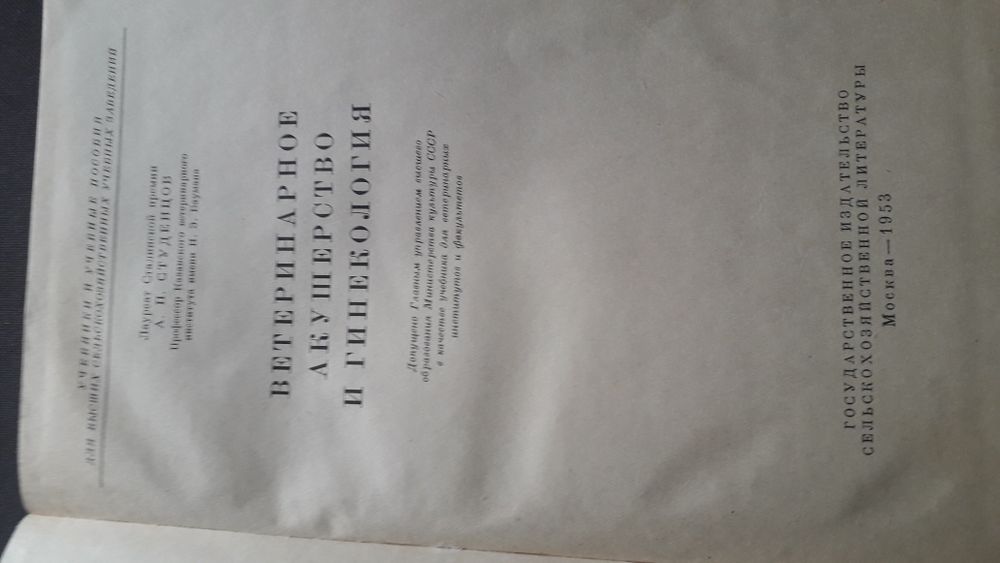 УЧЕБНИКИ И УЧЕБНЫЕ ПОСОБИЯ
ДЛЯ ВЫСШИХ СЕЛЬСКОХОЗЯЙСТВЕННЫХ УЧЕБНЫХ ЗАВЕДЕНИЙ
Лауреат Сталинской премии
А. П. СТУДЕНЦОВ
Профессор Казанского ветеринарного
института имени Н. Э. Баумана
ВЕТЕРИНАРНОЕ
АКУШЕРСТВО
И ГИНЕКОЛОГИЯ
Допущено Главным управлением высшего
образования Министерства культуры СССР
в качестве учебника для ветеринарных
институтов и факультетов
ГОСУДАРСТВЕННОЕ ИЗДАТЕЛЬСТВО
СЕЛЬСКОХОЗЯЙСТВЕННОЙ ЛИТЕРАТУРЫ
Москва—1953